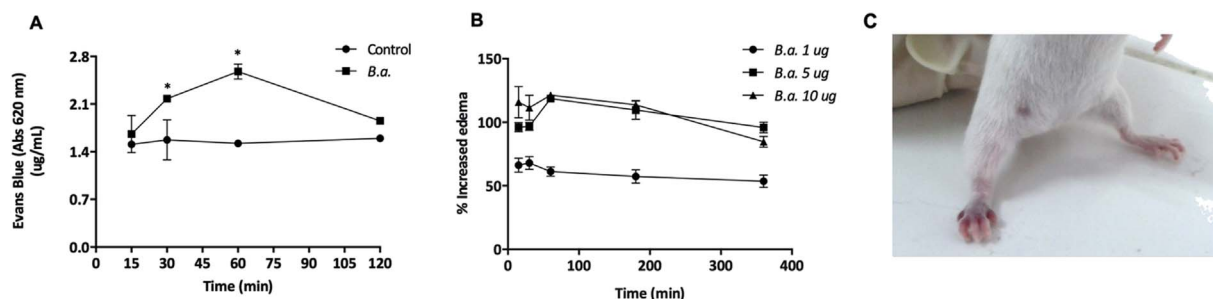 A
Evans Blue (Abs 620 nm)
(ug/mL)
2.8
2.1
1.4
0.7
0.0
*
*
Control
B.a.
0 15 30 45 60 75 90 105 120
Time (min)
B
% Increased edema
150
100
50
0
B.a. 1 ug
B.a. 5 ug
B.a. 10 ug
0 100 200 300 400
Time (min)
C